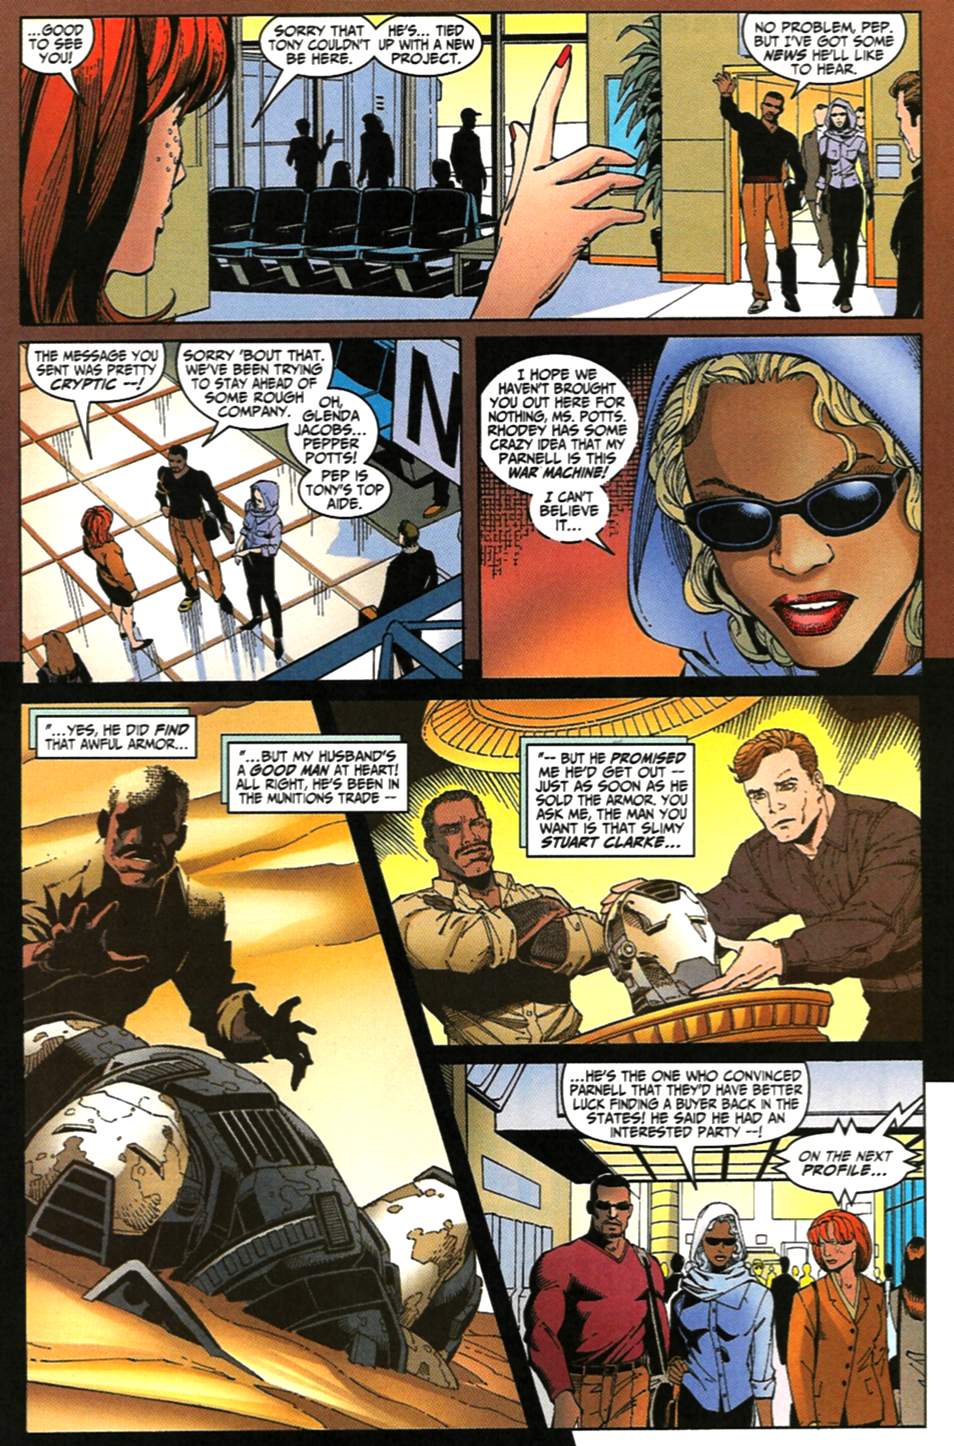 ...GOOD
TO SEE
YOU!
SORRY THAT
TONY COULDN'T
BE HERE.
HE'S... TIED
UP WITH A NEW
PROJECT.
NO PROBLEM, PEP.
BUT I'VE GOT SOME
NEWS HE'LL LIKE
TO HEAR.
THE MESSAGE YOU
SENT WAS PRETTY
CRYPTIC --!
SORRY 'BOUT THAT.
WE'VE BEEN TRYING
TO STAY AHEAD OF
SOME ROUGH
COMPANY.
OH,
GLENDA
JACOBS...
PEPPER
POTTS!
PEP IS
TONY'S TOP
AIDE.
N
I HOPE WE
HAVEN'T BROUGHT
YOU OUT HERE FOR
NOTHING, MS. POTTS.
RHODEY HAS SOME
CRAZY IDEA THAT MY
PARNELL IS THIS
WAR MACHINE!
I CAN'T
BELIEVE
IT...
"...YES, HE DID FIND
THAT AWFUL ARMOR...
"...BUT MY HUSBAND'S
A GOOD MAN AT HEART!
ALL RIGHT, HE'S BEEN IN
THE MUNITIONS TRADE --
"-- BUT HE PROMISED
ME HE'D GET OUT --
JUST AS SOON AS HE
SOLD THE ARMOR. YOU
ASK ME, THE MAN YOU
WANT IS THAT SLIMY
STUART CLARKE...
...HE'S THE ONE WHO CONVINCED
PARNELL THAT THEY'D HAVE BETTER
LUCK FINDING A BUYER BACK IN THE
STATES! HE SAID HE HAD AN
INTERESTED PARTY --!
ON THE NEXT
PROFILE...